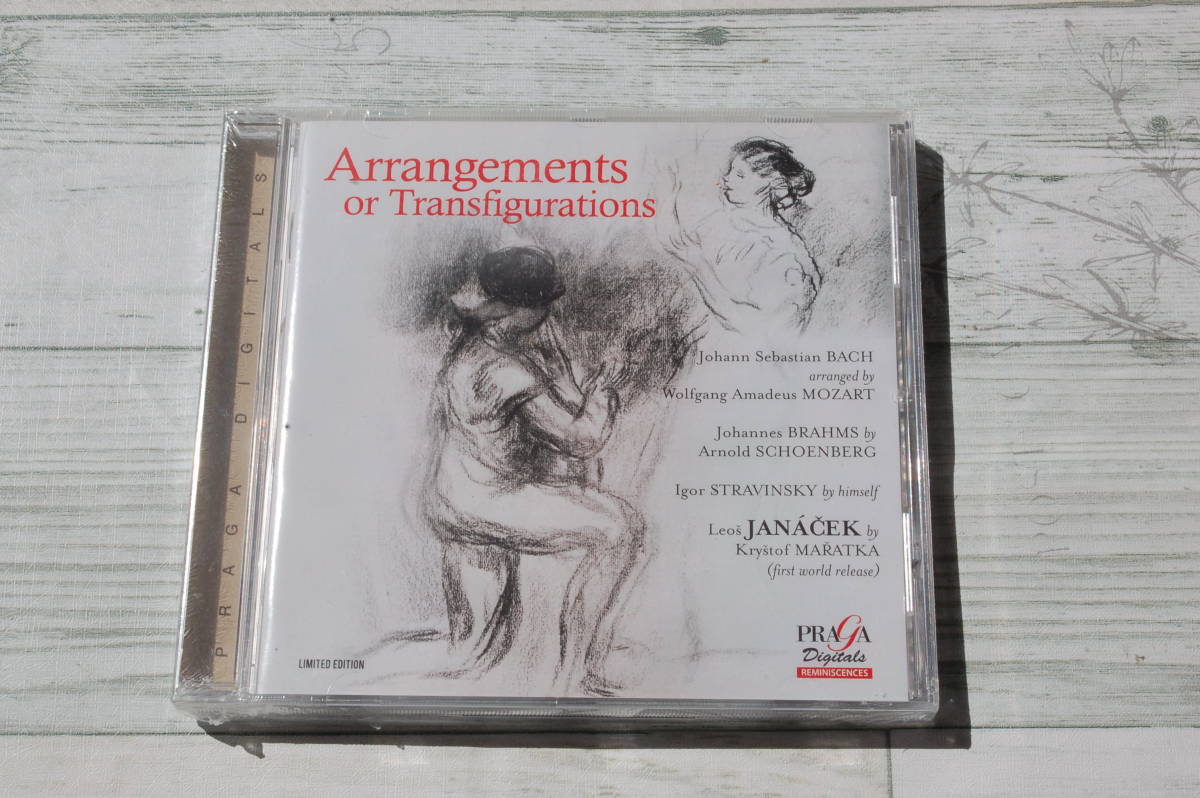 Arrangements
or Transfigurations
Johann Sebastian BACH
arranged by
Wolfgang Amadeus MOZART
Johannes BRAHMS by
Arnold SCHOENBERG
Igor STRAVINSKY by himself
Leoš JANÁČEK by
Kryštof MAŘATKA
(first world release)
LIMITED EDITION
PRAGA
Digitals
REMINISCENCES
PRAGA DIGITALS